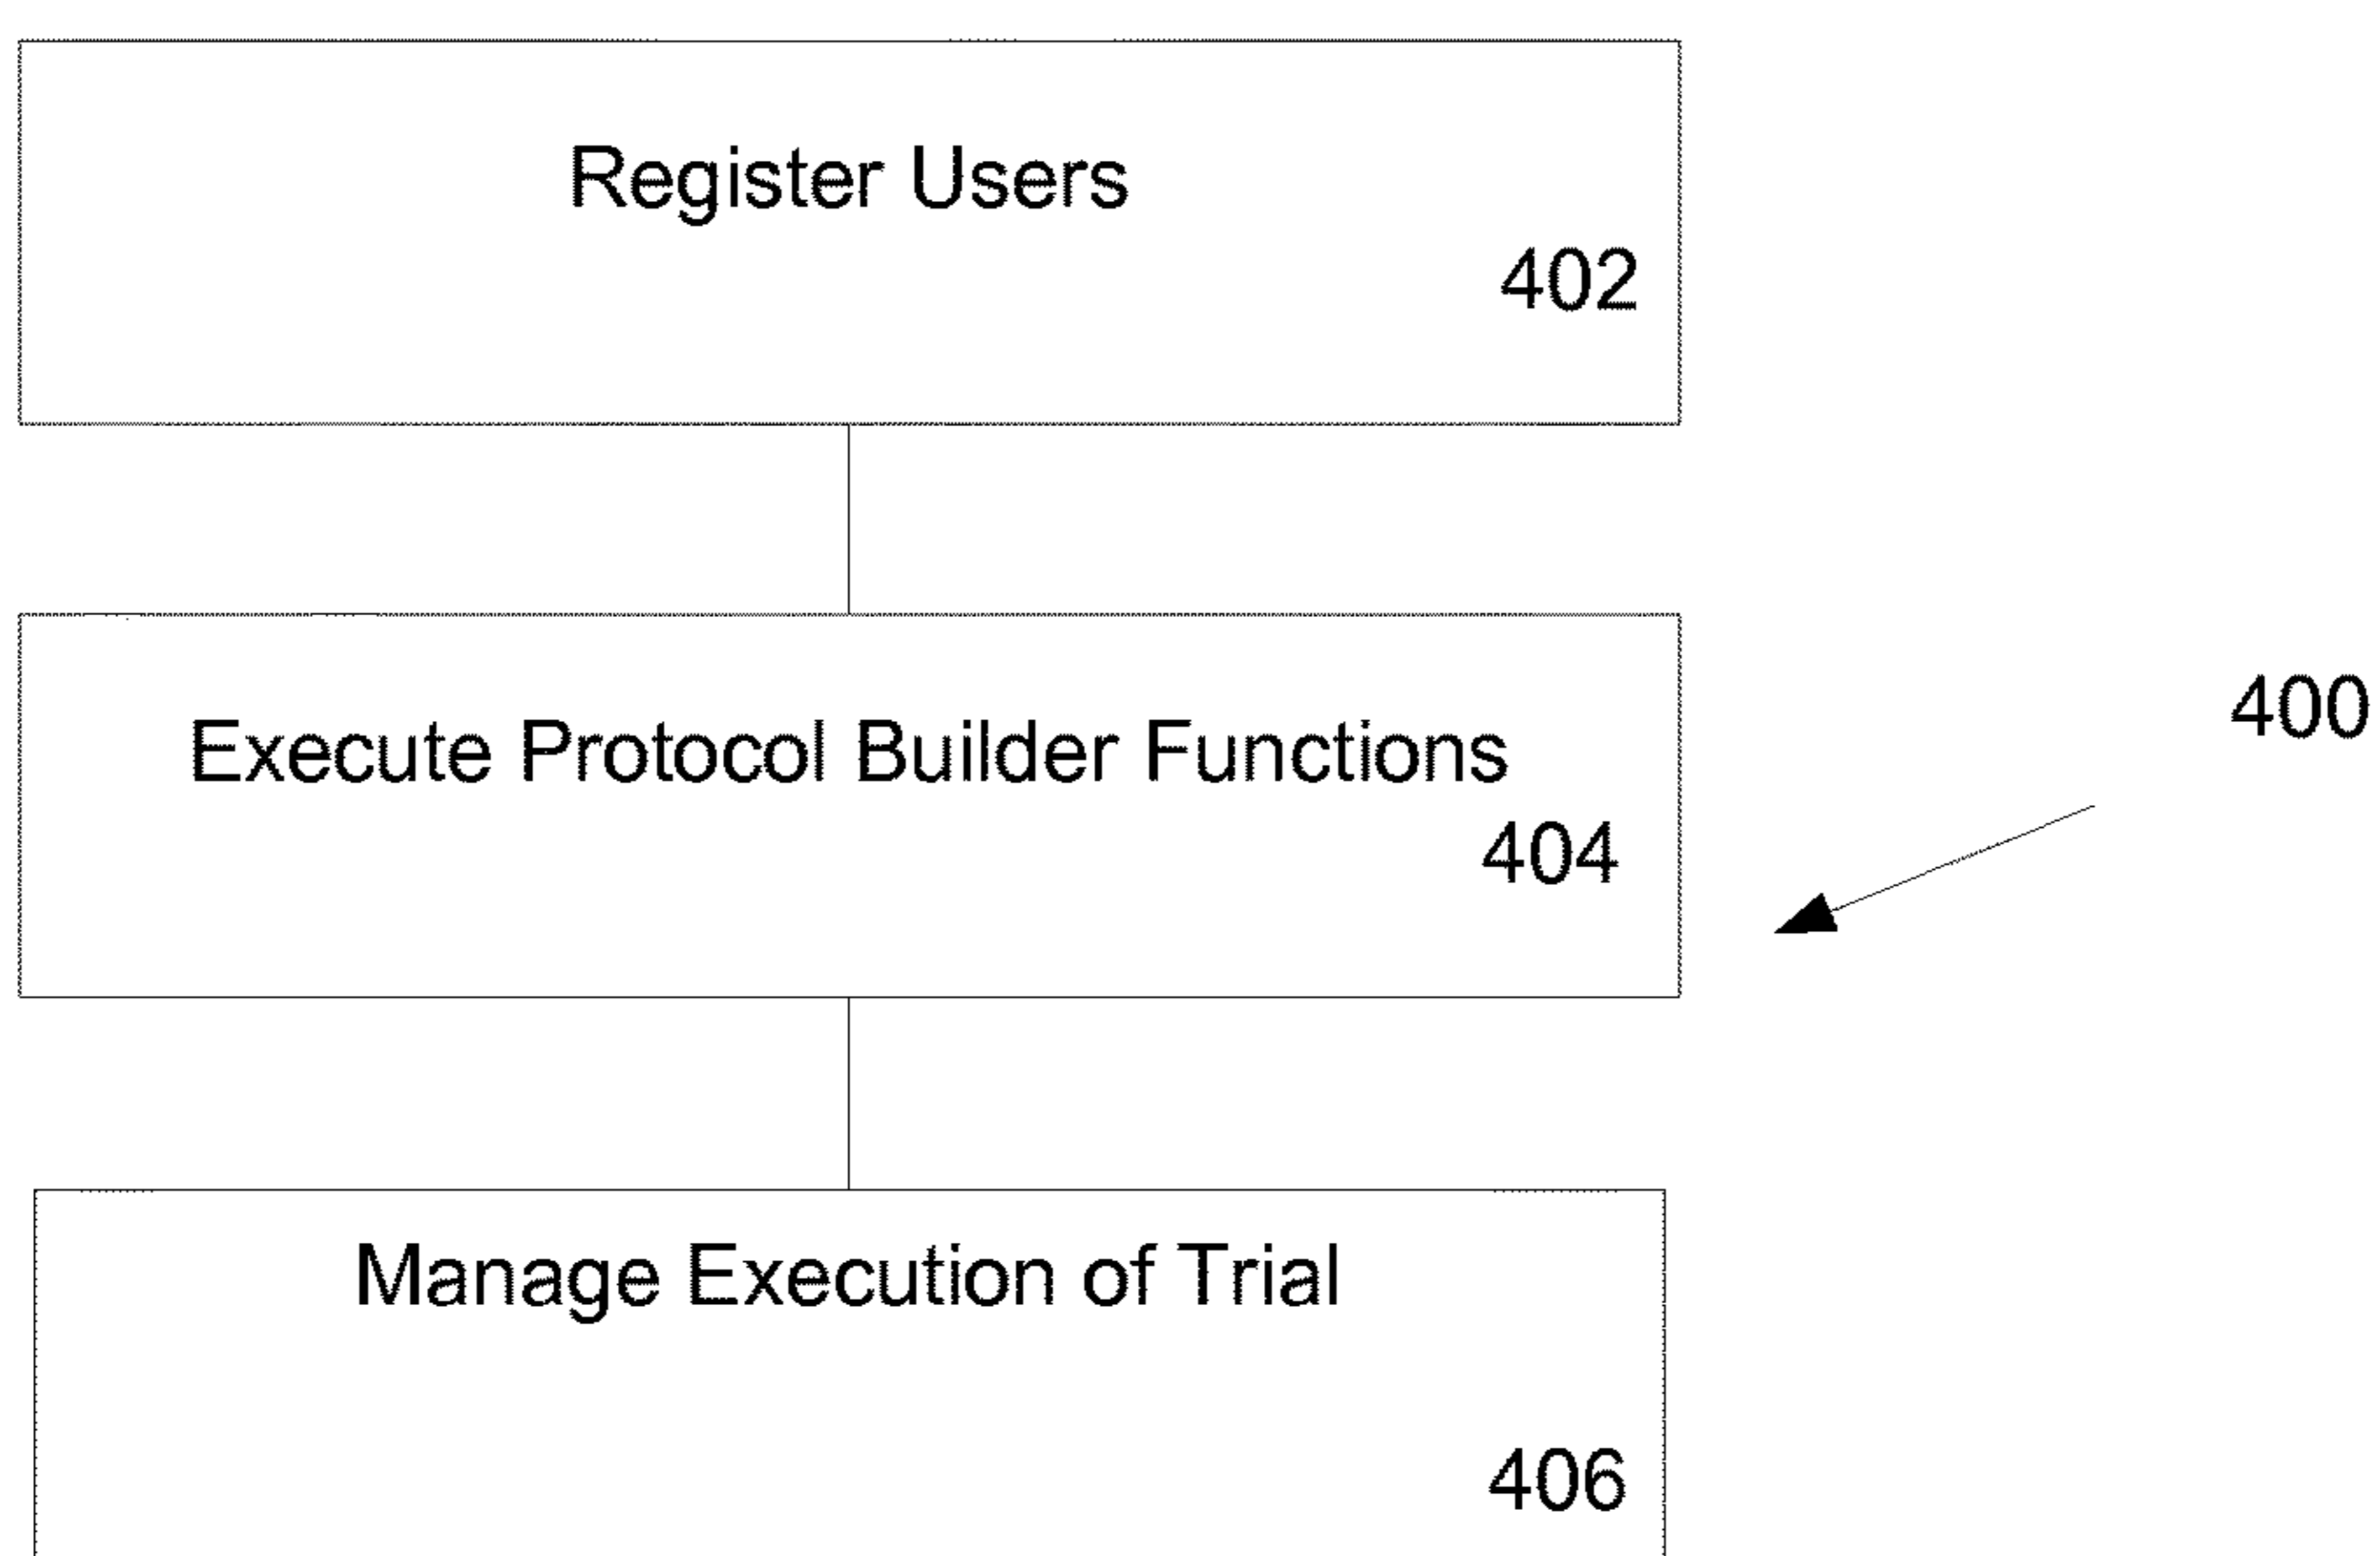 Register Users
402
Execute Protocol Builder Functions
404
400
Manage Execution of Trial
406